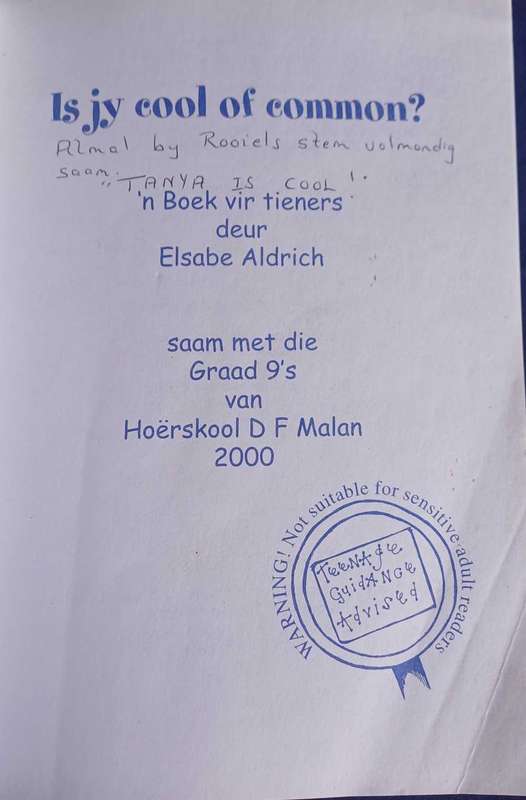 Is jy cool of common?
Almal by Rooiels stem volmondig
saam: "TANYA IS COOL!"
'n Boek vir tieners
deur
Elsabe Aldrich
saam met die
Graad 9's
van
Hoërskool D F Malan
2000
WARNING! Not suitable for sensitive adult readers
TeeNAGe
GuidANCe
Advised